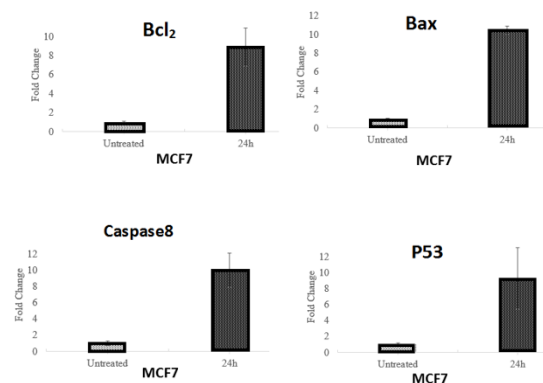 Bcl₂
Fold Change
10
8
6
4
2
0
Untreated
24h
MCF7
Bax
Fold Change
12
10
8
6
4
2
0
Untreated
24h
MCF7
Caspase8
Fold Change
12
10
8
6
4
2
0
Untreated
24h
MCF7
P53
Fold Change
12
10
8
6
4
2
0
Untreated
24h
MCF7